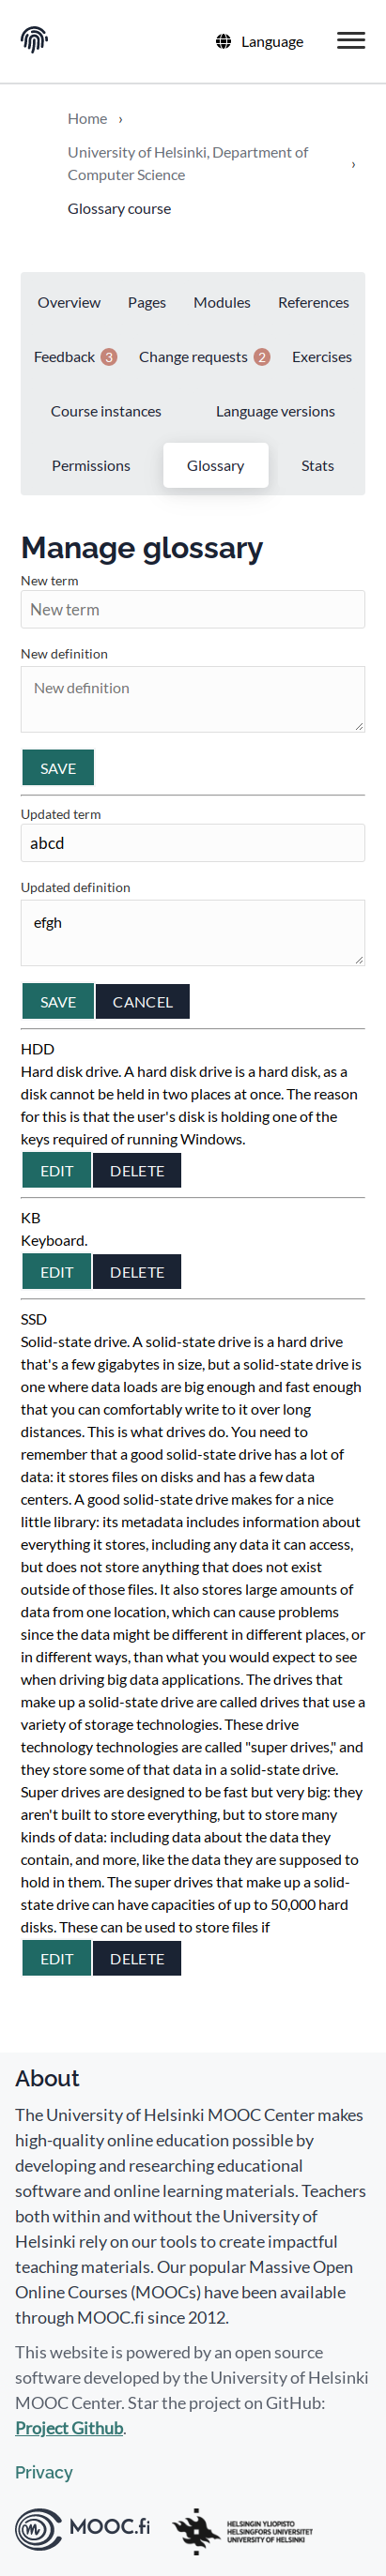 Language
Home ›
University of Helsinki, Department of
Computer Science ›
Glossary course
Overview Pages Modules References
Feedback 3 Change requests 2 Exercises
Course instances Language versions
Permissions Glossary Stats
Manage glossary
New term
New term
New definition
New definition
SAVE
Updated term
abcd
Updated definition
efgh
SAVE CANCEL
HDD
Hard disk drive. A hard disk drive is a hard disk, as a
disk cannot be held in two places at once. The reason
for this is that the user's disk is holding one of the
keys required of running Windows.
EDIT DELETE
KB
Keyboard.
EDIT DELETE
SSD
Solid-state drive. A solid-state drive is a hard drive
that's a few gigabytes in size, but a solid-state drive is
one where data loads are big enough and fast enough
that you can comfortably write to it over long
distances. This is what drives do. You need to
remember that a good solid-state drive has a lot of
data: it stores files on disks and has a few data
centers. A good solid-state drive makes for a nice
little library: its metadata includes information about
everything it stores, including any data it can access,
but does not store anything that does not exist
outside of those files. It also stores large amounts of
data from one location, which can cause problems
since the data might be different in different places, or
in different ways, than what you would expect to see
when driving big data applications. The drives that
make up a solid-state drive are called drives that use a
variety of storage technologies. These drive
technology technologies are called "super drives," and
they store some of that data in a solid-state drive.
Super drives are designed to be fast but very big: they
aren't built to store everything, but to store many
kinds of data: including data about the data they
contain, and more, like the data they are supposed to
hold in them. The super drives that make up a solid-
state drive can have capacities of up to 50,000 hard
disks. These can be used to store files if
EDIT DELETE
About
The University of Helsinki MOOC Center makes
high-quality online education possible by
developing and researching educational
software and online learning materials. Teachers
both within and without the University of
Helsinki rely on our tools to create impactful
teaching materials. Our popular Massive Open
Online Courses (MOOCs) have been available
through MOOC.fi since 2012.
This website is powered by an open source
software developed by the University of Helsinki
MOOC Center. Star the project on GitHub:
Project Github.
Privacy
MOOC.fi
HELSINGIN YLIOPISTO
HELSINGFORS UNIVERSITET
UNIVERSITY OF HELSINKI